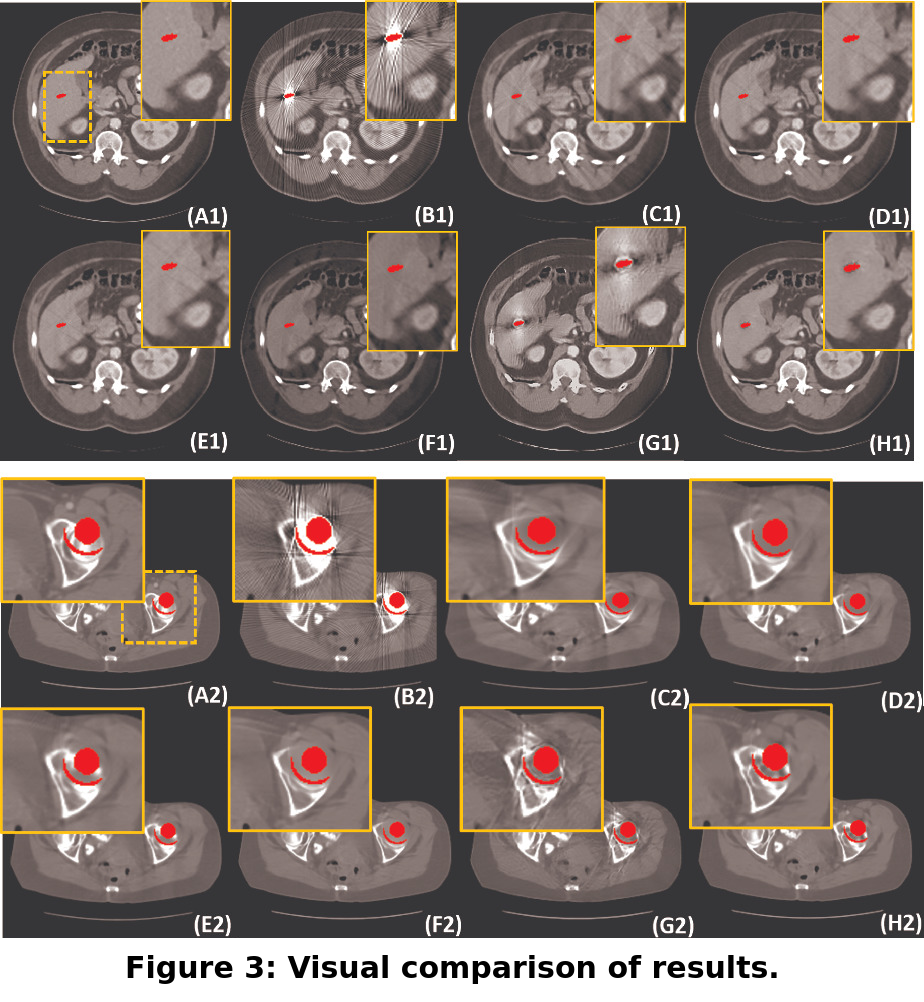 (A1)
(B1)
(C1)
(D1)
(E1)
(F1)
(G1)
(H1)
(A2)
(B2)
(C2)
(D2)
(E2)
(F2)
(G2)
(H2)
Figure 3: Visual comparison of results.